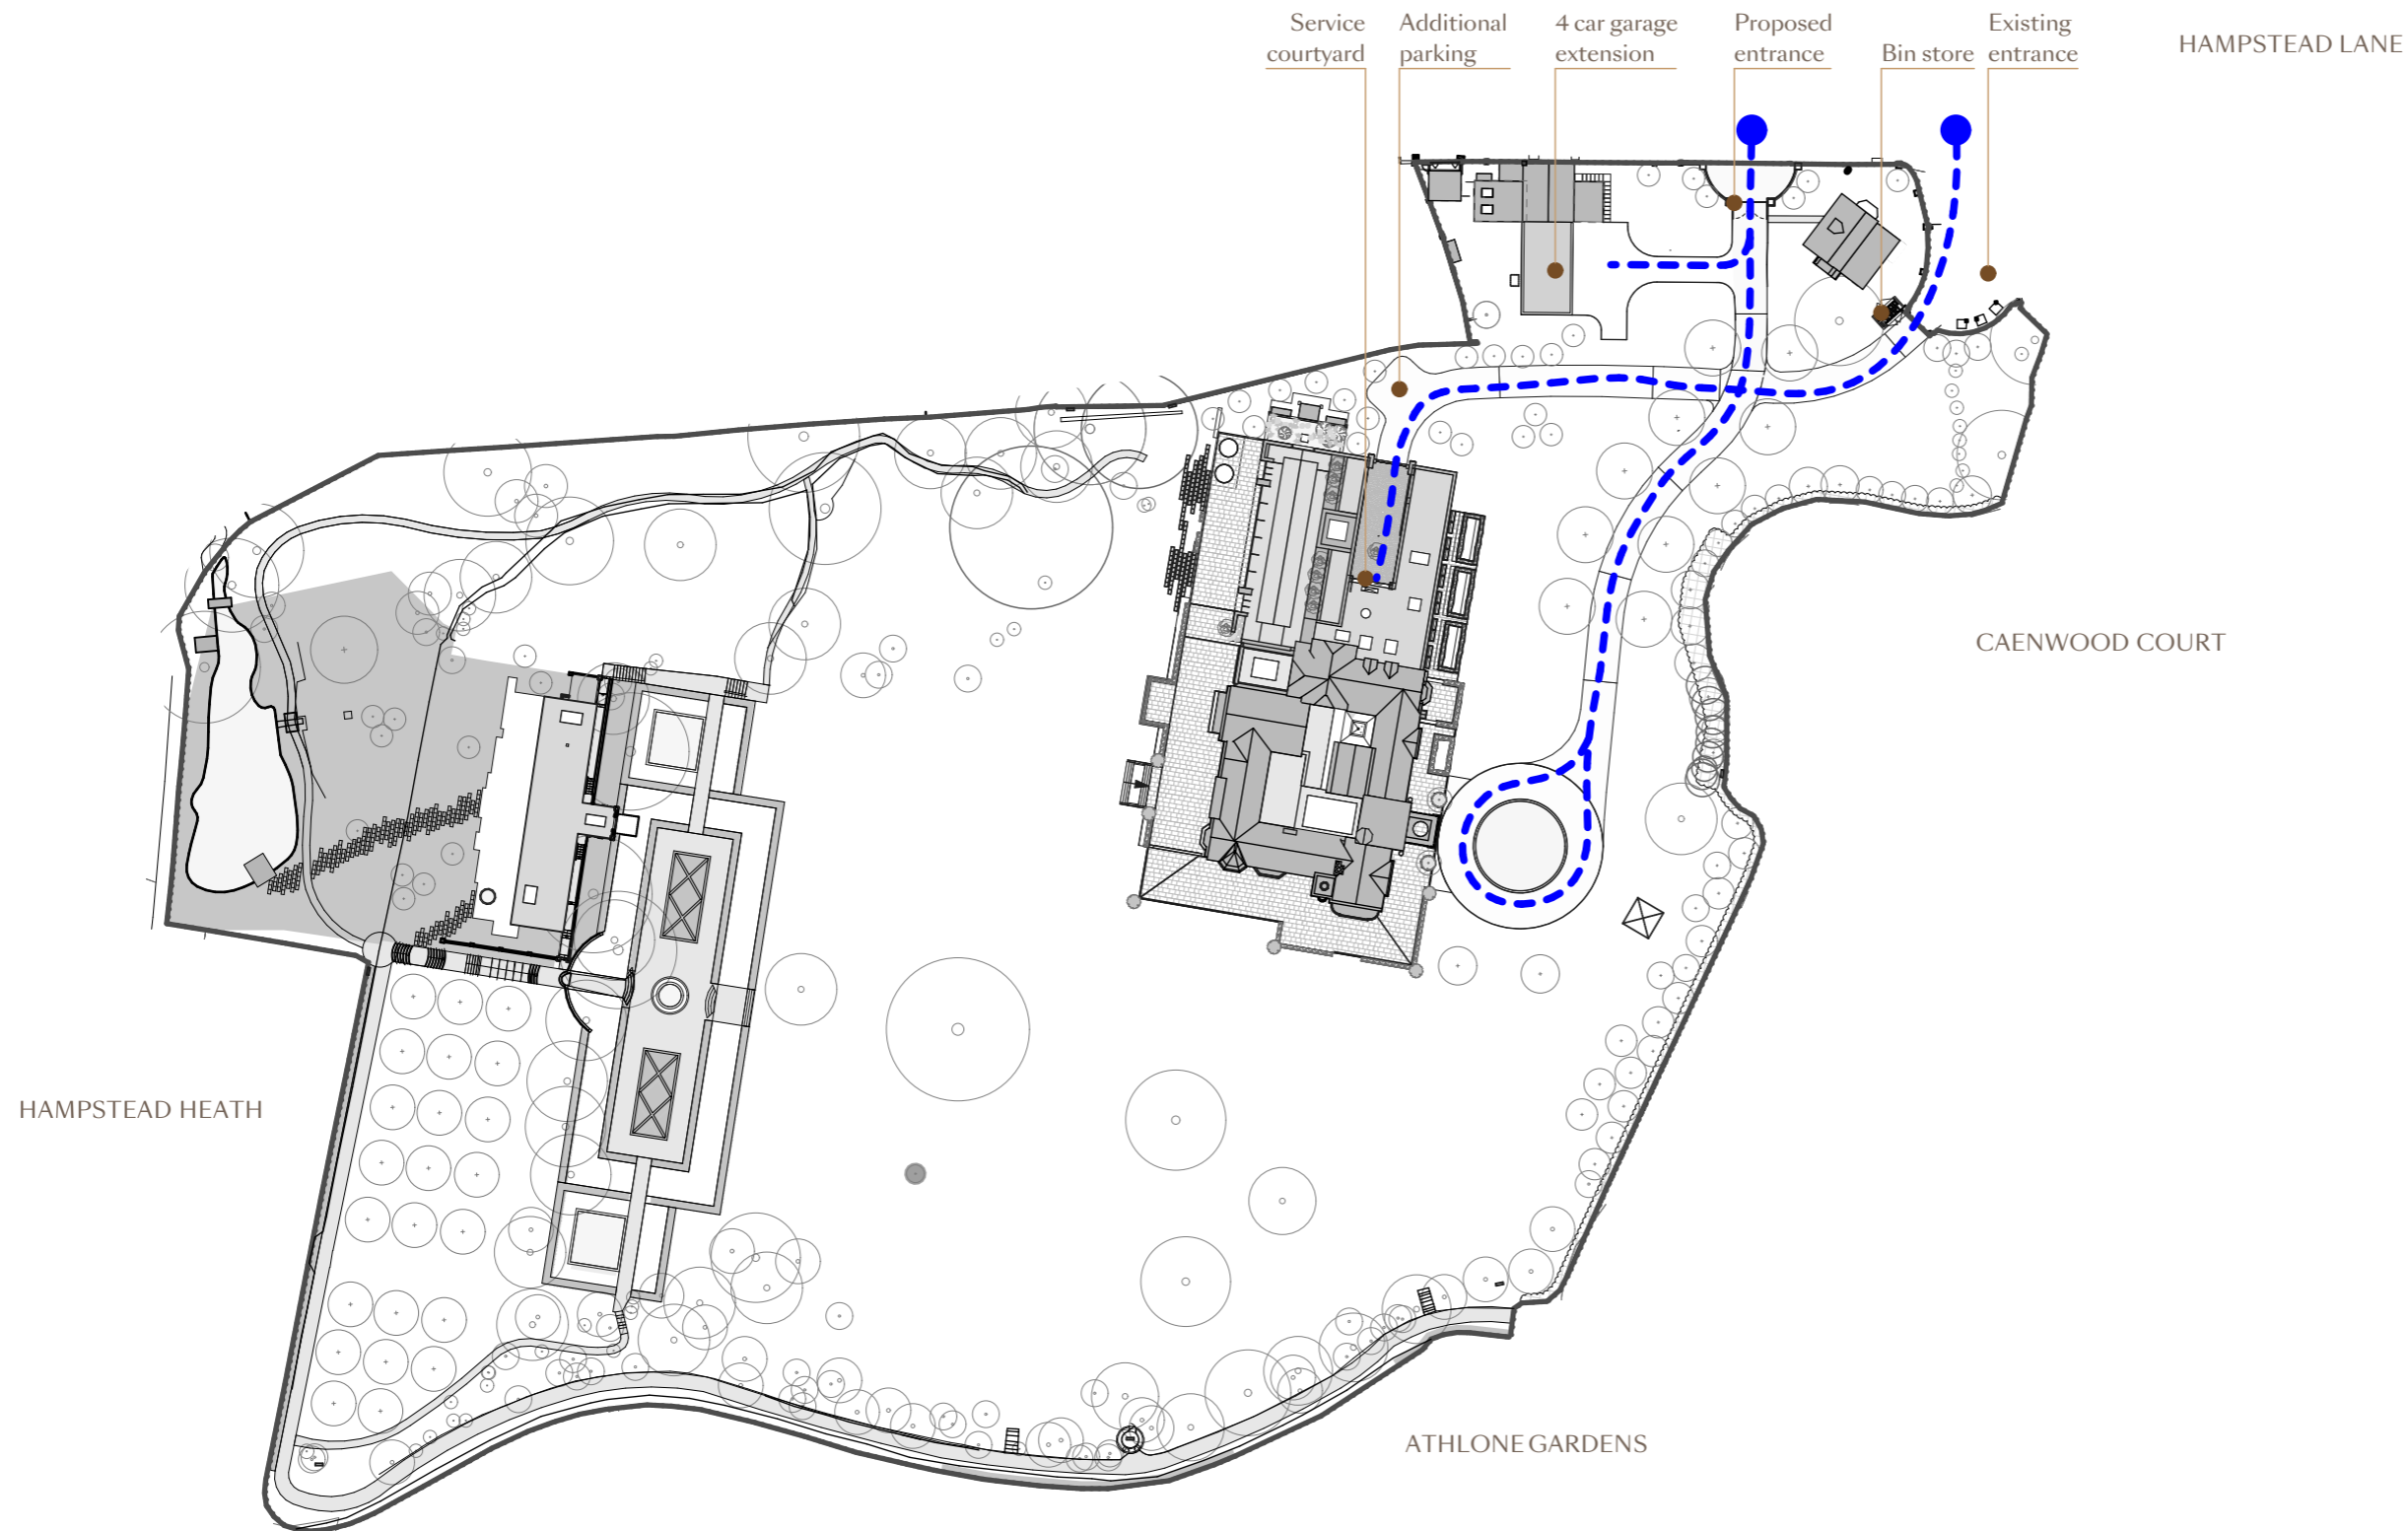 Service
courtyard
Additional
parking
4 car garage
extension
Proposed
entrance
Bin store
Existing
entrance
HAMPSTEAD LANE
CAENWOOD COURT
HAMPSTEAD HEATH
ATHLONE GARDENS